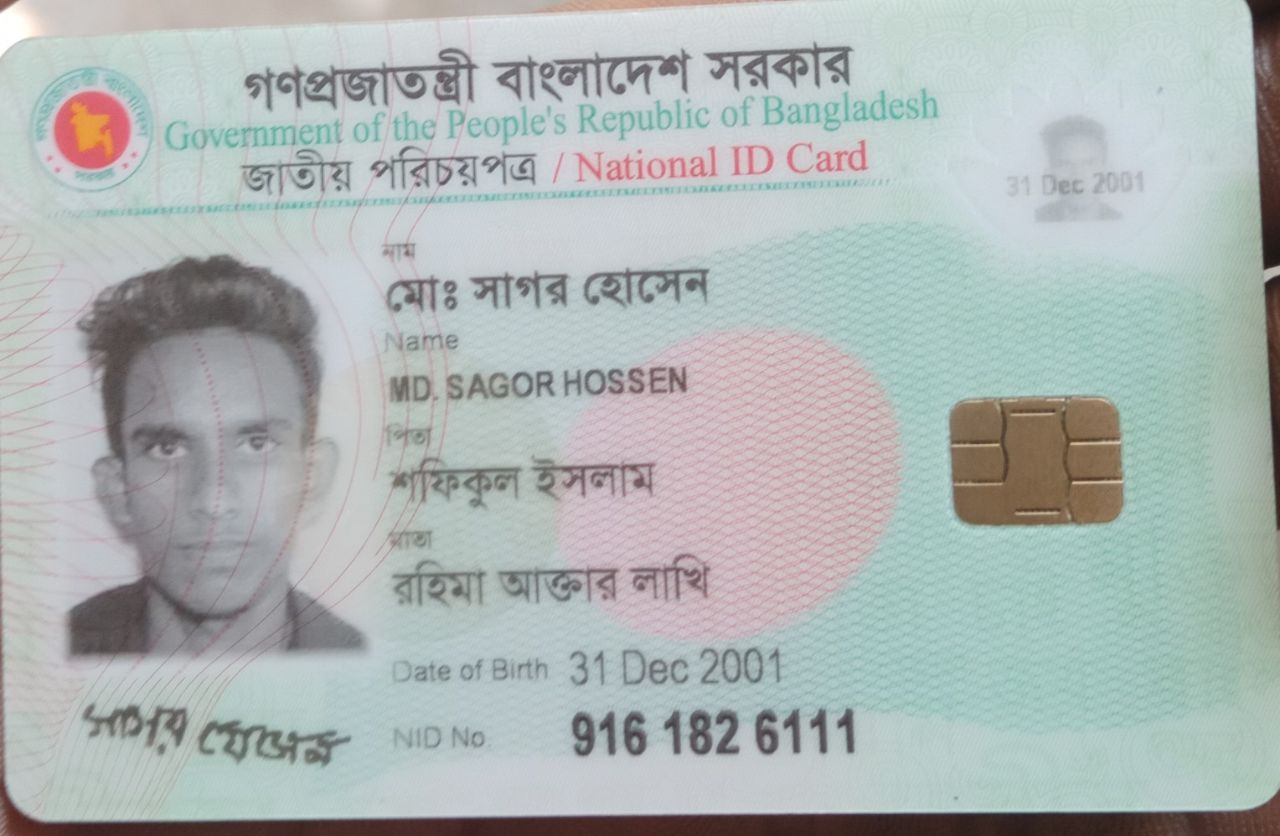 গণপ্রজাতন্ত্রী বাংলাদেশ সরকার
Government of the People's Republic of Bangladesh
জাতীয় পরিচয়পত্র / National ID Card
31 Dec 2001
নাম
মোঃ সাগর হোসেন
Name
MD. SAGOR HOSSEN
পিতা
শফিকুল ইসলাম
মাতা
রহিমা আক্তার লাখি
Date of Birth 31 Dec 2001
সাগর হোসেন
NID No. 916 182 6111